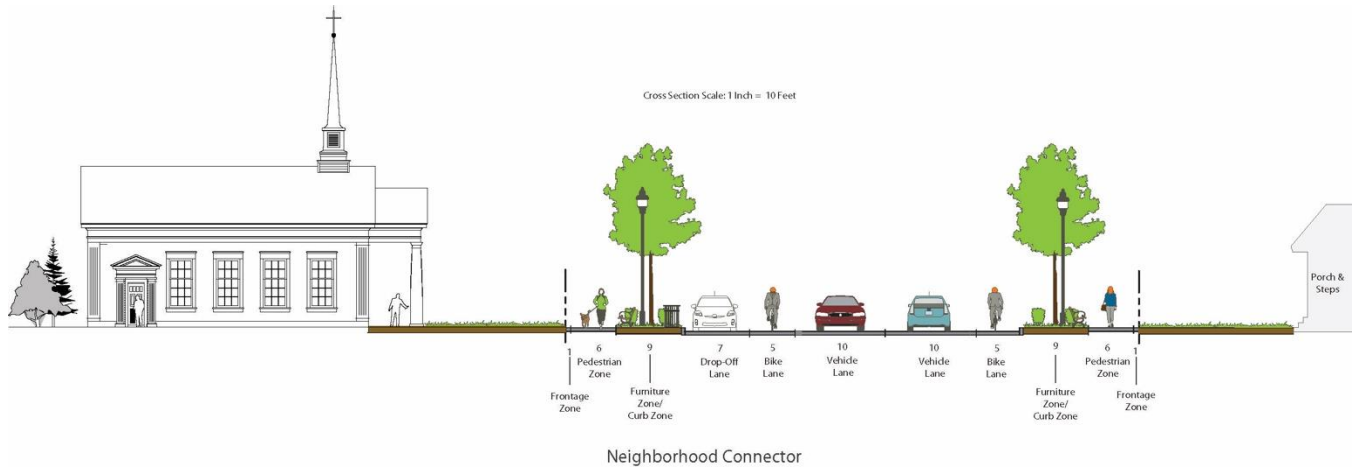 Cross Section Scale: 1 Inch = 10 Feet
Porch &
Steps
1
Frontage
Zone
6
Pedestrian
Zone
9
Furniture
Zone/
Curb Zone
7
Drop-Off
Lane
5
Bike
Lane
10
Vehicle
Lane
10
Vehicle
Lane
5
Bike
Lane
9
Furniture
Zone/
Curb Zone
6
Pedestrian
Zone
1
Frontage
Zone
Neighborhood Connector